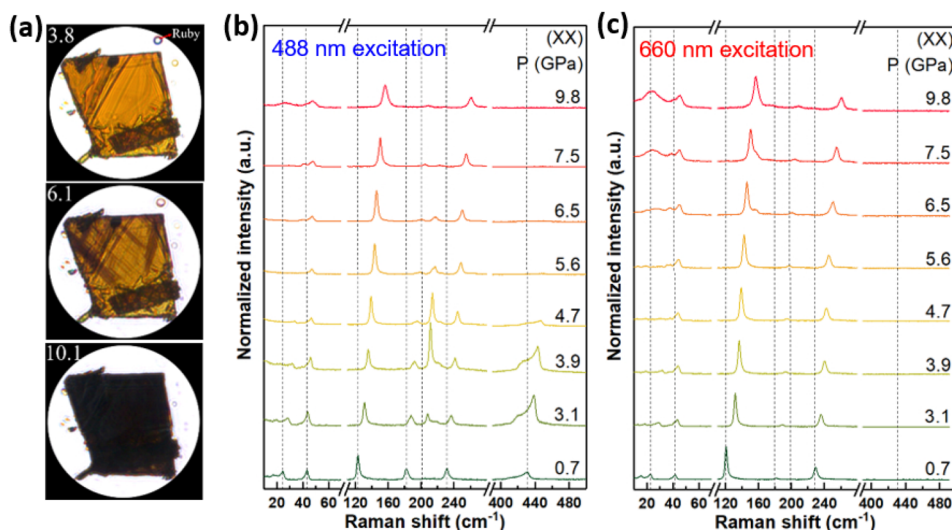 (a)
3.8
Ruby
6.1
10.1
(b)
488 nm excitation
(XX)
P (GPa)
9.8
7.5
6.5
5.6
4.7
3.9
3.1
0.7
Normalized intensity (a.u.)
10 20 40 60 120 160 200 240 400 440 480
Raman shift (cm⁻¹)
(c)
660 nm excitation
(XX)
P (GPa)
9.8
7.5
6.5
5.6
4.7
3.9
3.1
0.7
Normalized intensity (a.u.)
10 20 40 60 120 160 200 240 400 440 480
Raman shift (cm⁻¹)